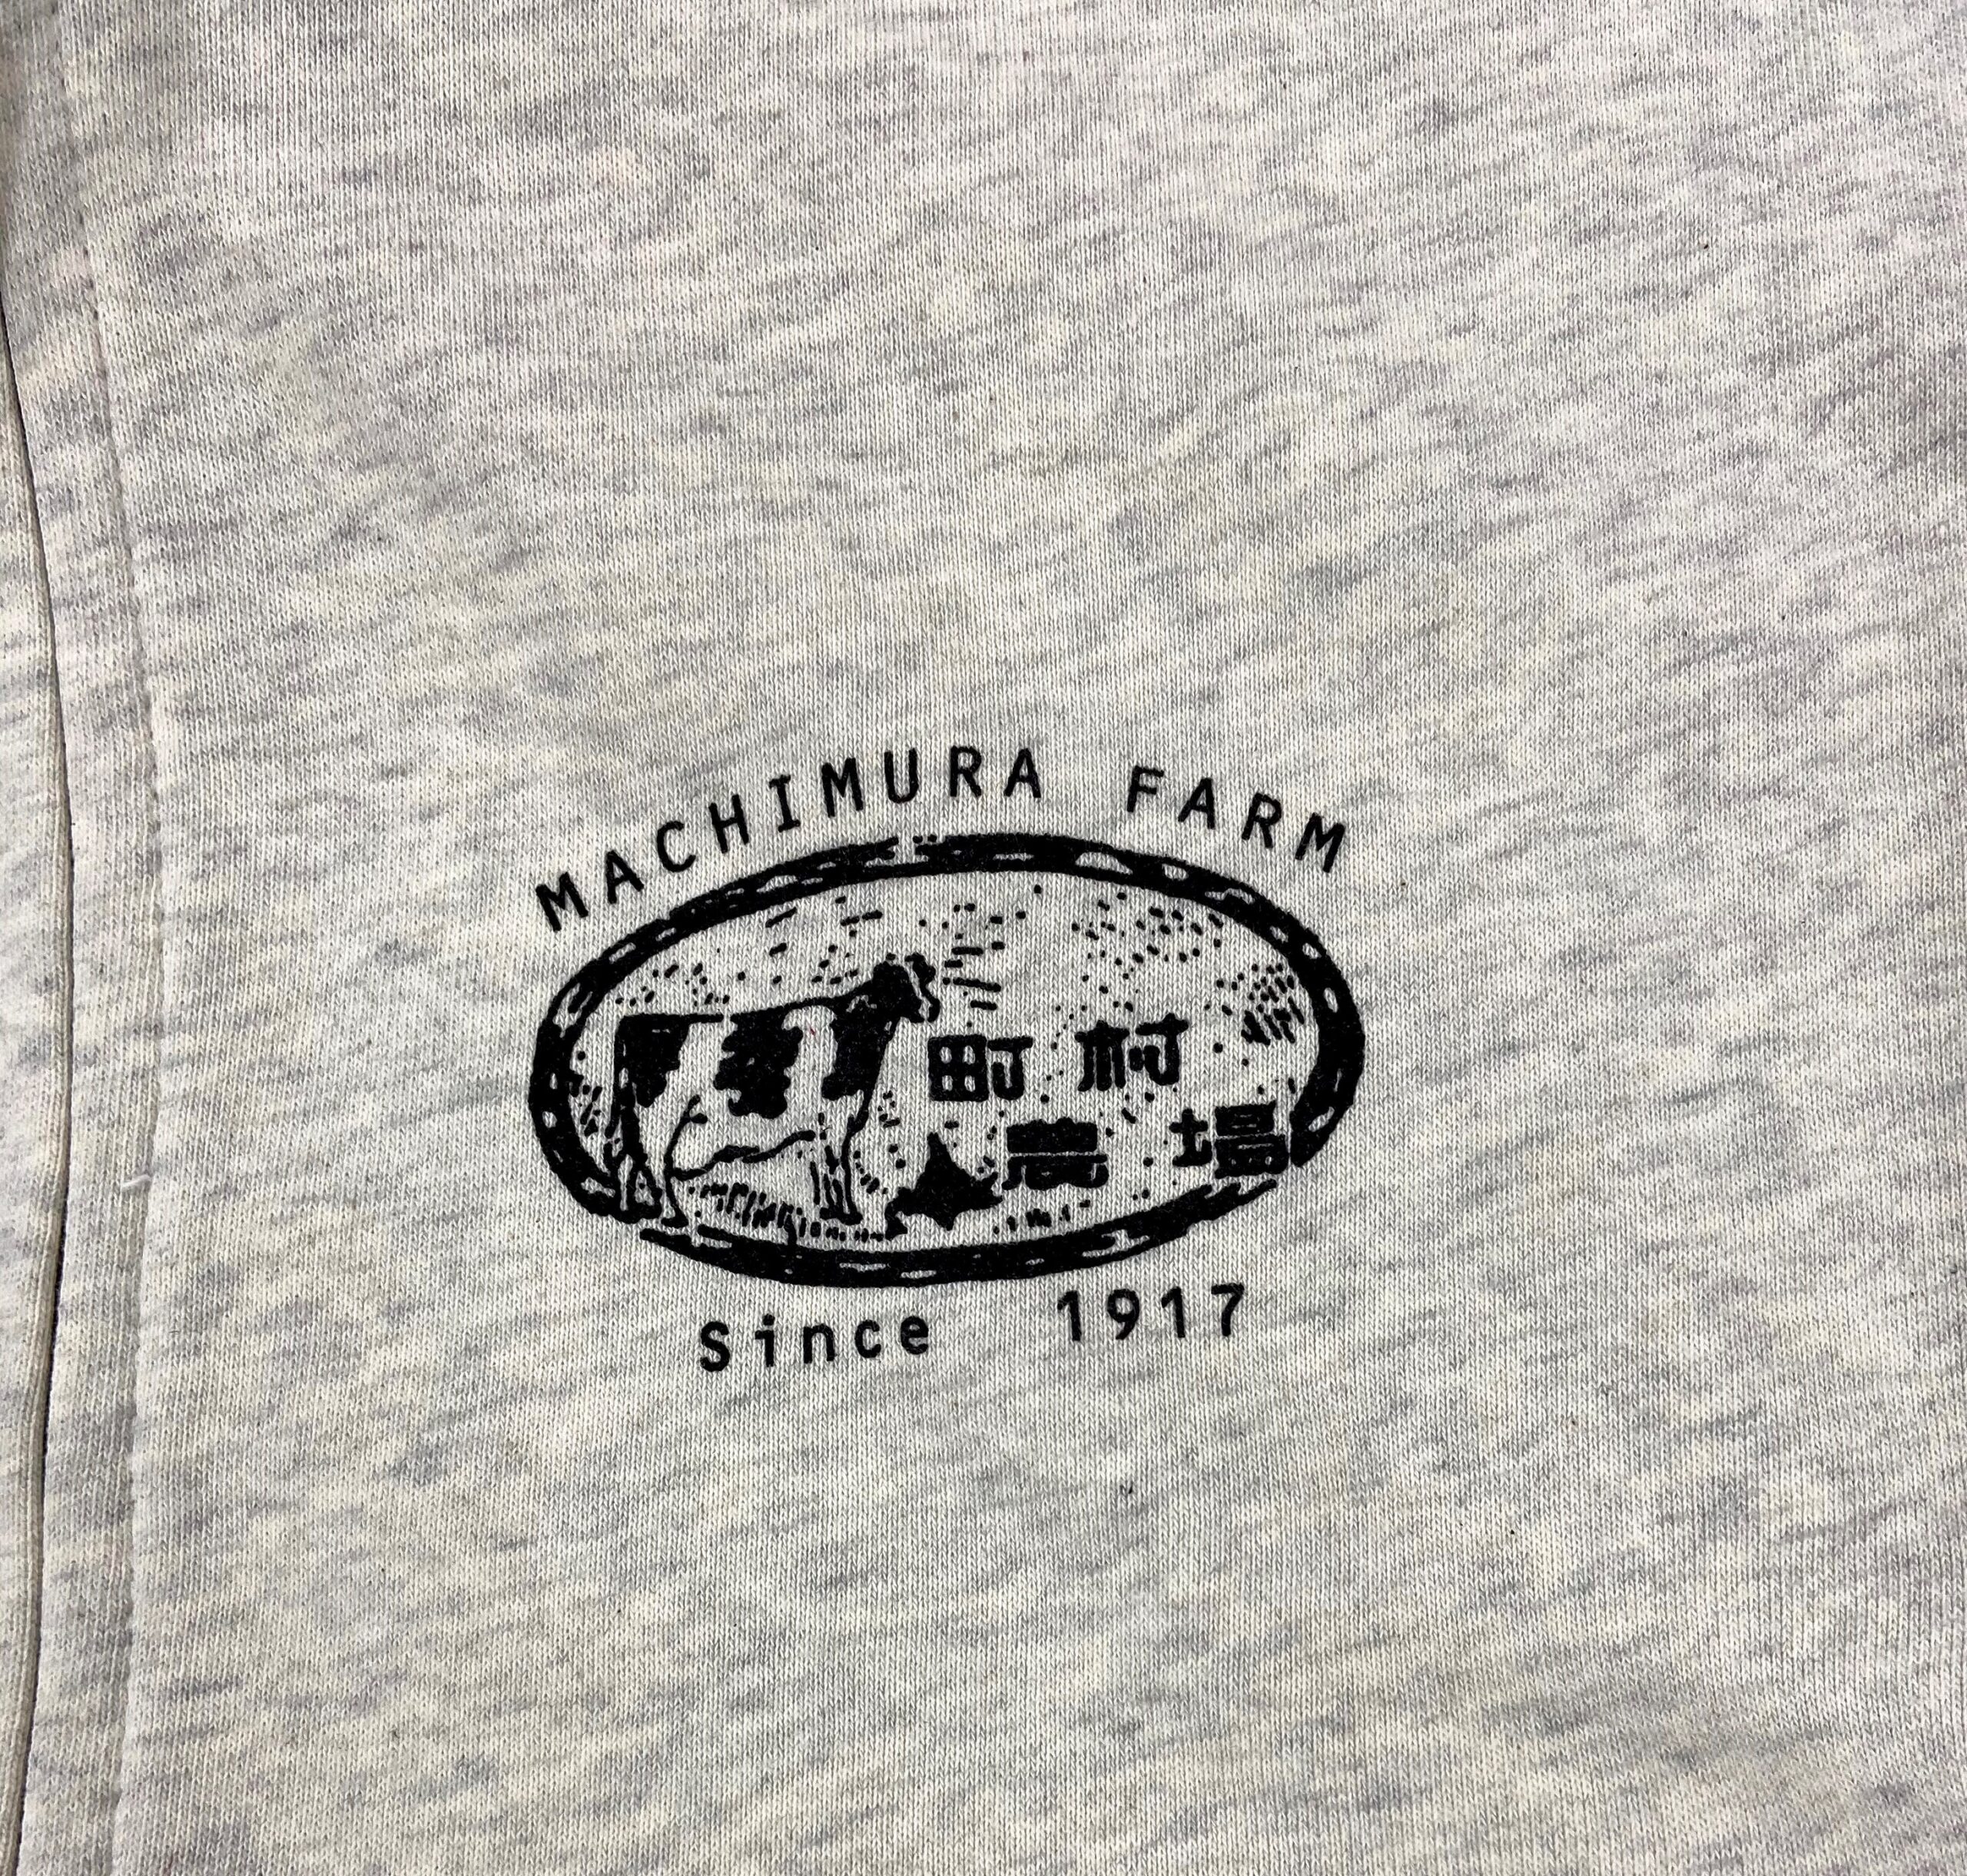 MACHIMURA FARM
町村
農場
Since 1917